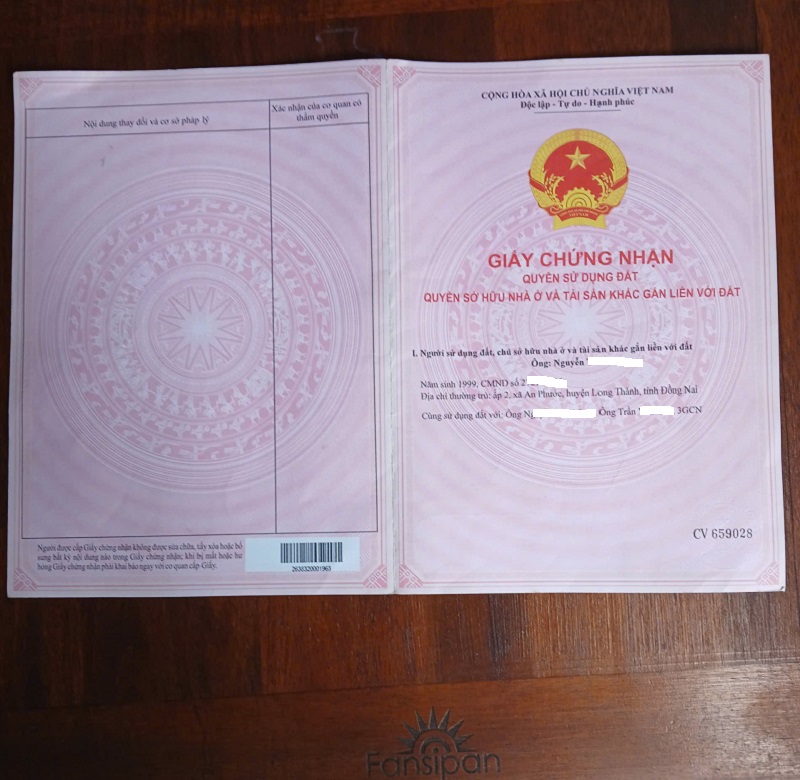 Nội dung thay đổi và cơ sở pháp lý
Xác nhận của cơ quan có
thẩm quyền
Người được cấp Giấy chứng nhận không được sửa chữa, tẩy xóa hoặc bổ
sung bất kỳ nội dung nào trong Giấy chứng nhận; khi bị mất hoặc hư
hỏng Giấy chứng nhận phải khai báo ngay với cơ quan cấp Giấy.
CỘNG HÒA XÃ HỘI CHỦ NGHĨA VIỆT NAM
Độc lập - Tự do - Hạnh phúc
VIỆT NAM
GIẤY CHỨNG NHẬN
QUYỀN SỬ DỤNG ĐẤT
QUYỀN SỞ HỮU NHÀ Ở VÀ TÀI SẢN KHÁC GẮN LIỀN VỚI ĐẤT
I. Người sử dụng đất, chủ sở hữu nhà ở và tài sản khác gắn liền với đất
Ông: Nguyễn
Năm sinh 1999, CMND số 2
Địa chỉ thường trú: ấp 2, xã An Phước, huyện Long Thành, tỉnh Đồng Nai
Cùng sử dụng đất với: Ông Ông Trần 3GCN
CV 659028
Fansipan